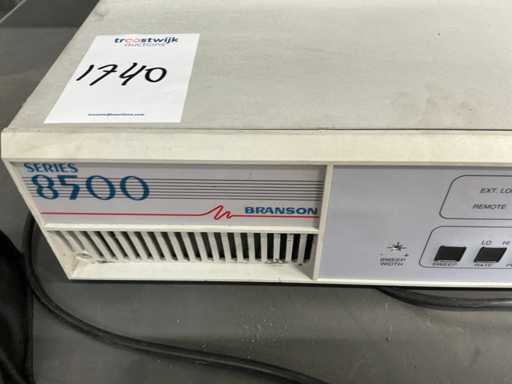 troostwijk
auctions
1740
SERIES
8500
BRANSON
EXT. LO
REMOTE
LO HI
SWEEP
WIDTH
SWEEP RATE